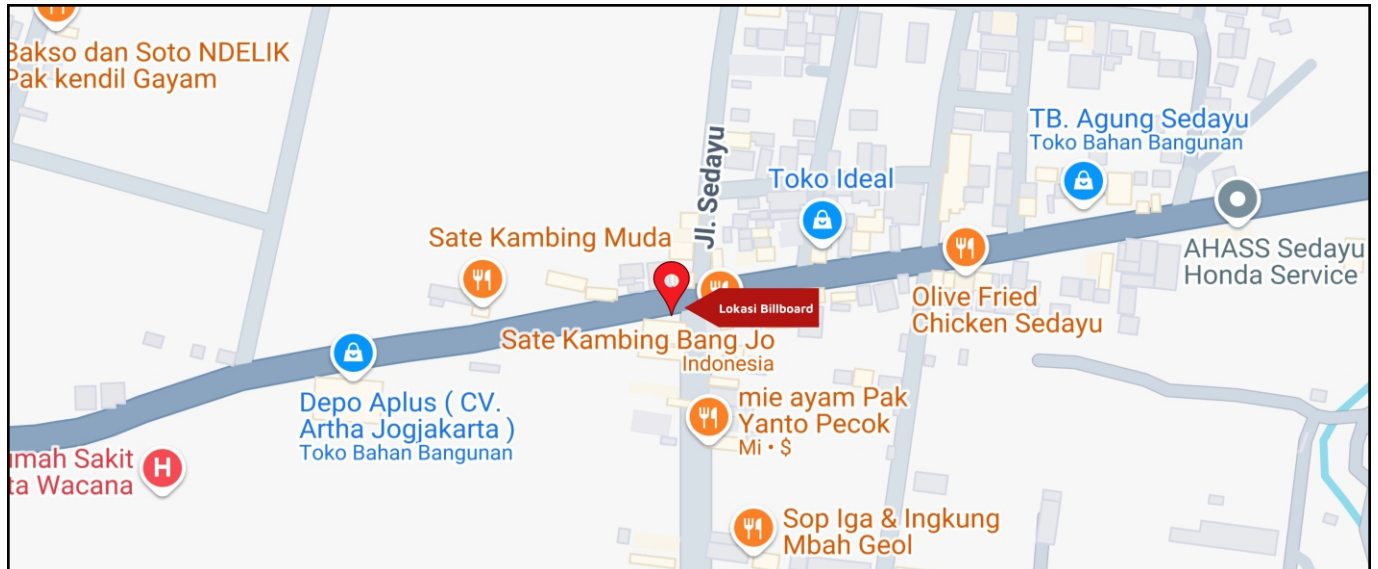 Bakso dan Soto NDELIK
Pak kendil Gayam
TB. Agung Sedayu
Toko Bahan Bangunan
Jl. Sedayu
Toko Ideal
Sate Kambing Muda
AHASS Sedayu
Honda Service
Olive Fried
Chicken Sedayu
Lokasi Billboard
Sate Kambing Bang Jo
Indonesia
Depo Aplus ( CV.
Artha Jogjakarta )
Toko Bahan Bangunan
mie ayam Pak
Yanto Pecok
Mi • $
umah Sakit
ta Wacana
H
Sop Iga & Ingkung
Mbah Geol